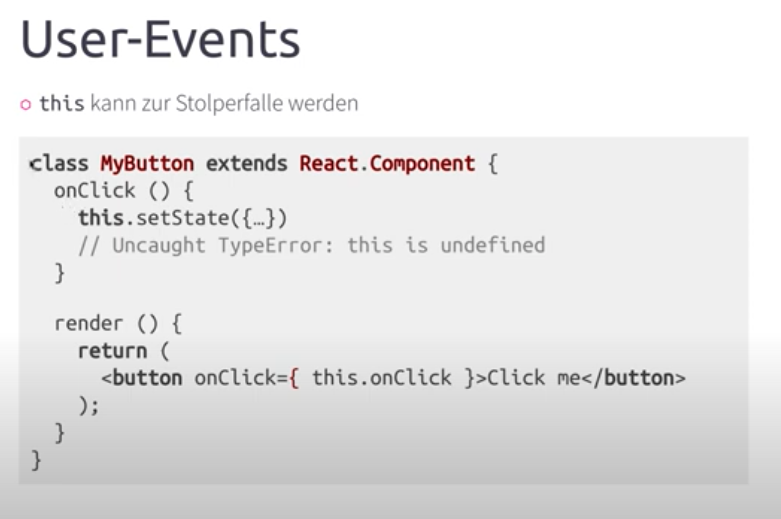 User-Events
this kann zur Stolperfalle werden
class MyButton extends React.Component {
onClick () {
this.setState({…})
// Uncaught TypeError: this is undefined
}
render () {
return (
<button onClick={ this.onClick }>Click me</button>
);
}
}